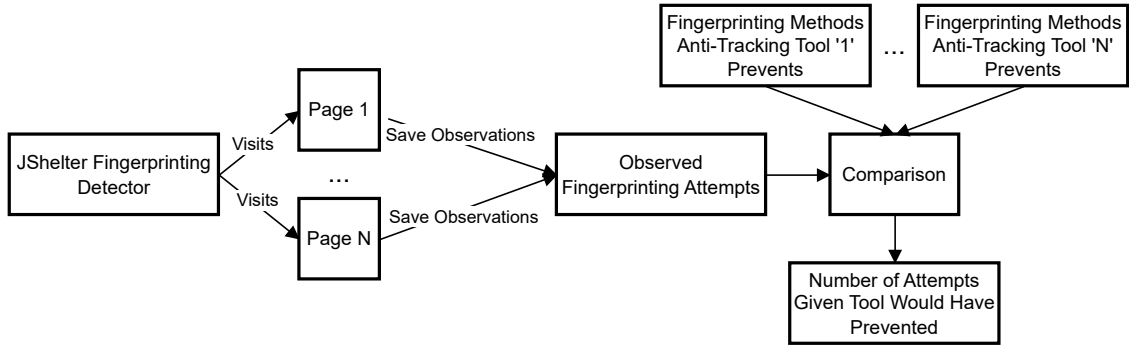 Fingerprinting Methods
Anti-Tracking Tool '1'
Prevents
...
Fingerprinting Methods
Anti-Tracking Tool 'N'
Prevents
JShelter Fingerprinting
Detector
Visits
Visits
Page 1
...
Page N
Save Observations
Save Observations
Observed
Fingerprinting Attempts
Comparison
Number of Attempts
Given Tool Would Have
Prevented